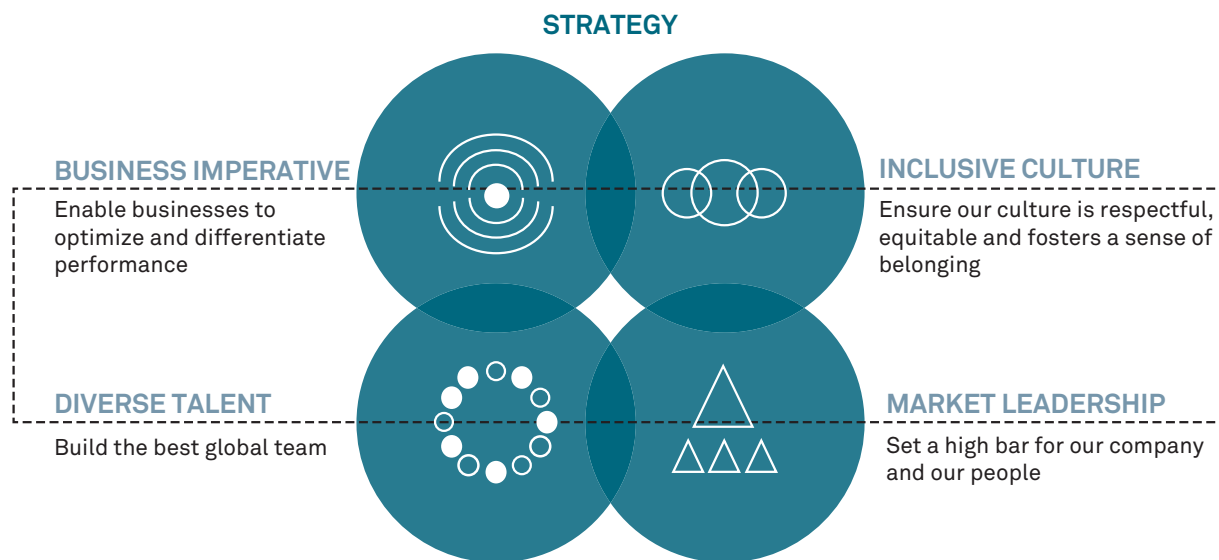 STRATEGY
BUSINESS IMPERATIVE
Enable businesses to
optimize and differentiate
performance
INCLUSIVE CULTURE
Ensure our culture is respectful,
equitable and fosters a sense of
belonging
DIVERSE TALENT
Build the best global team
MARKET LEADERSHIP
Set a high bar for our company
and our people